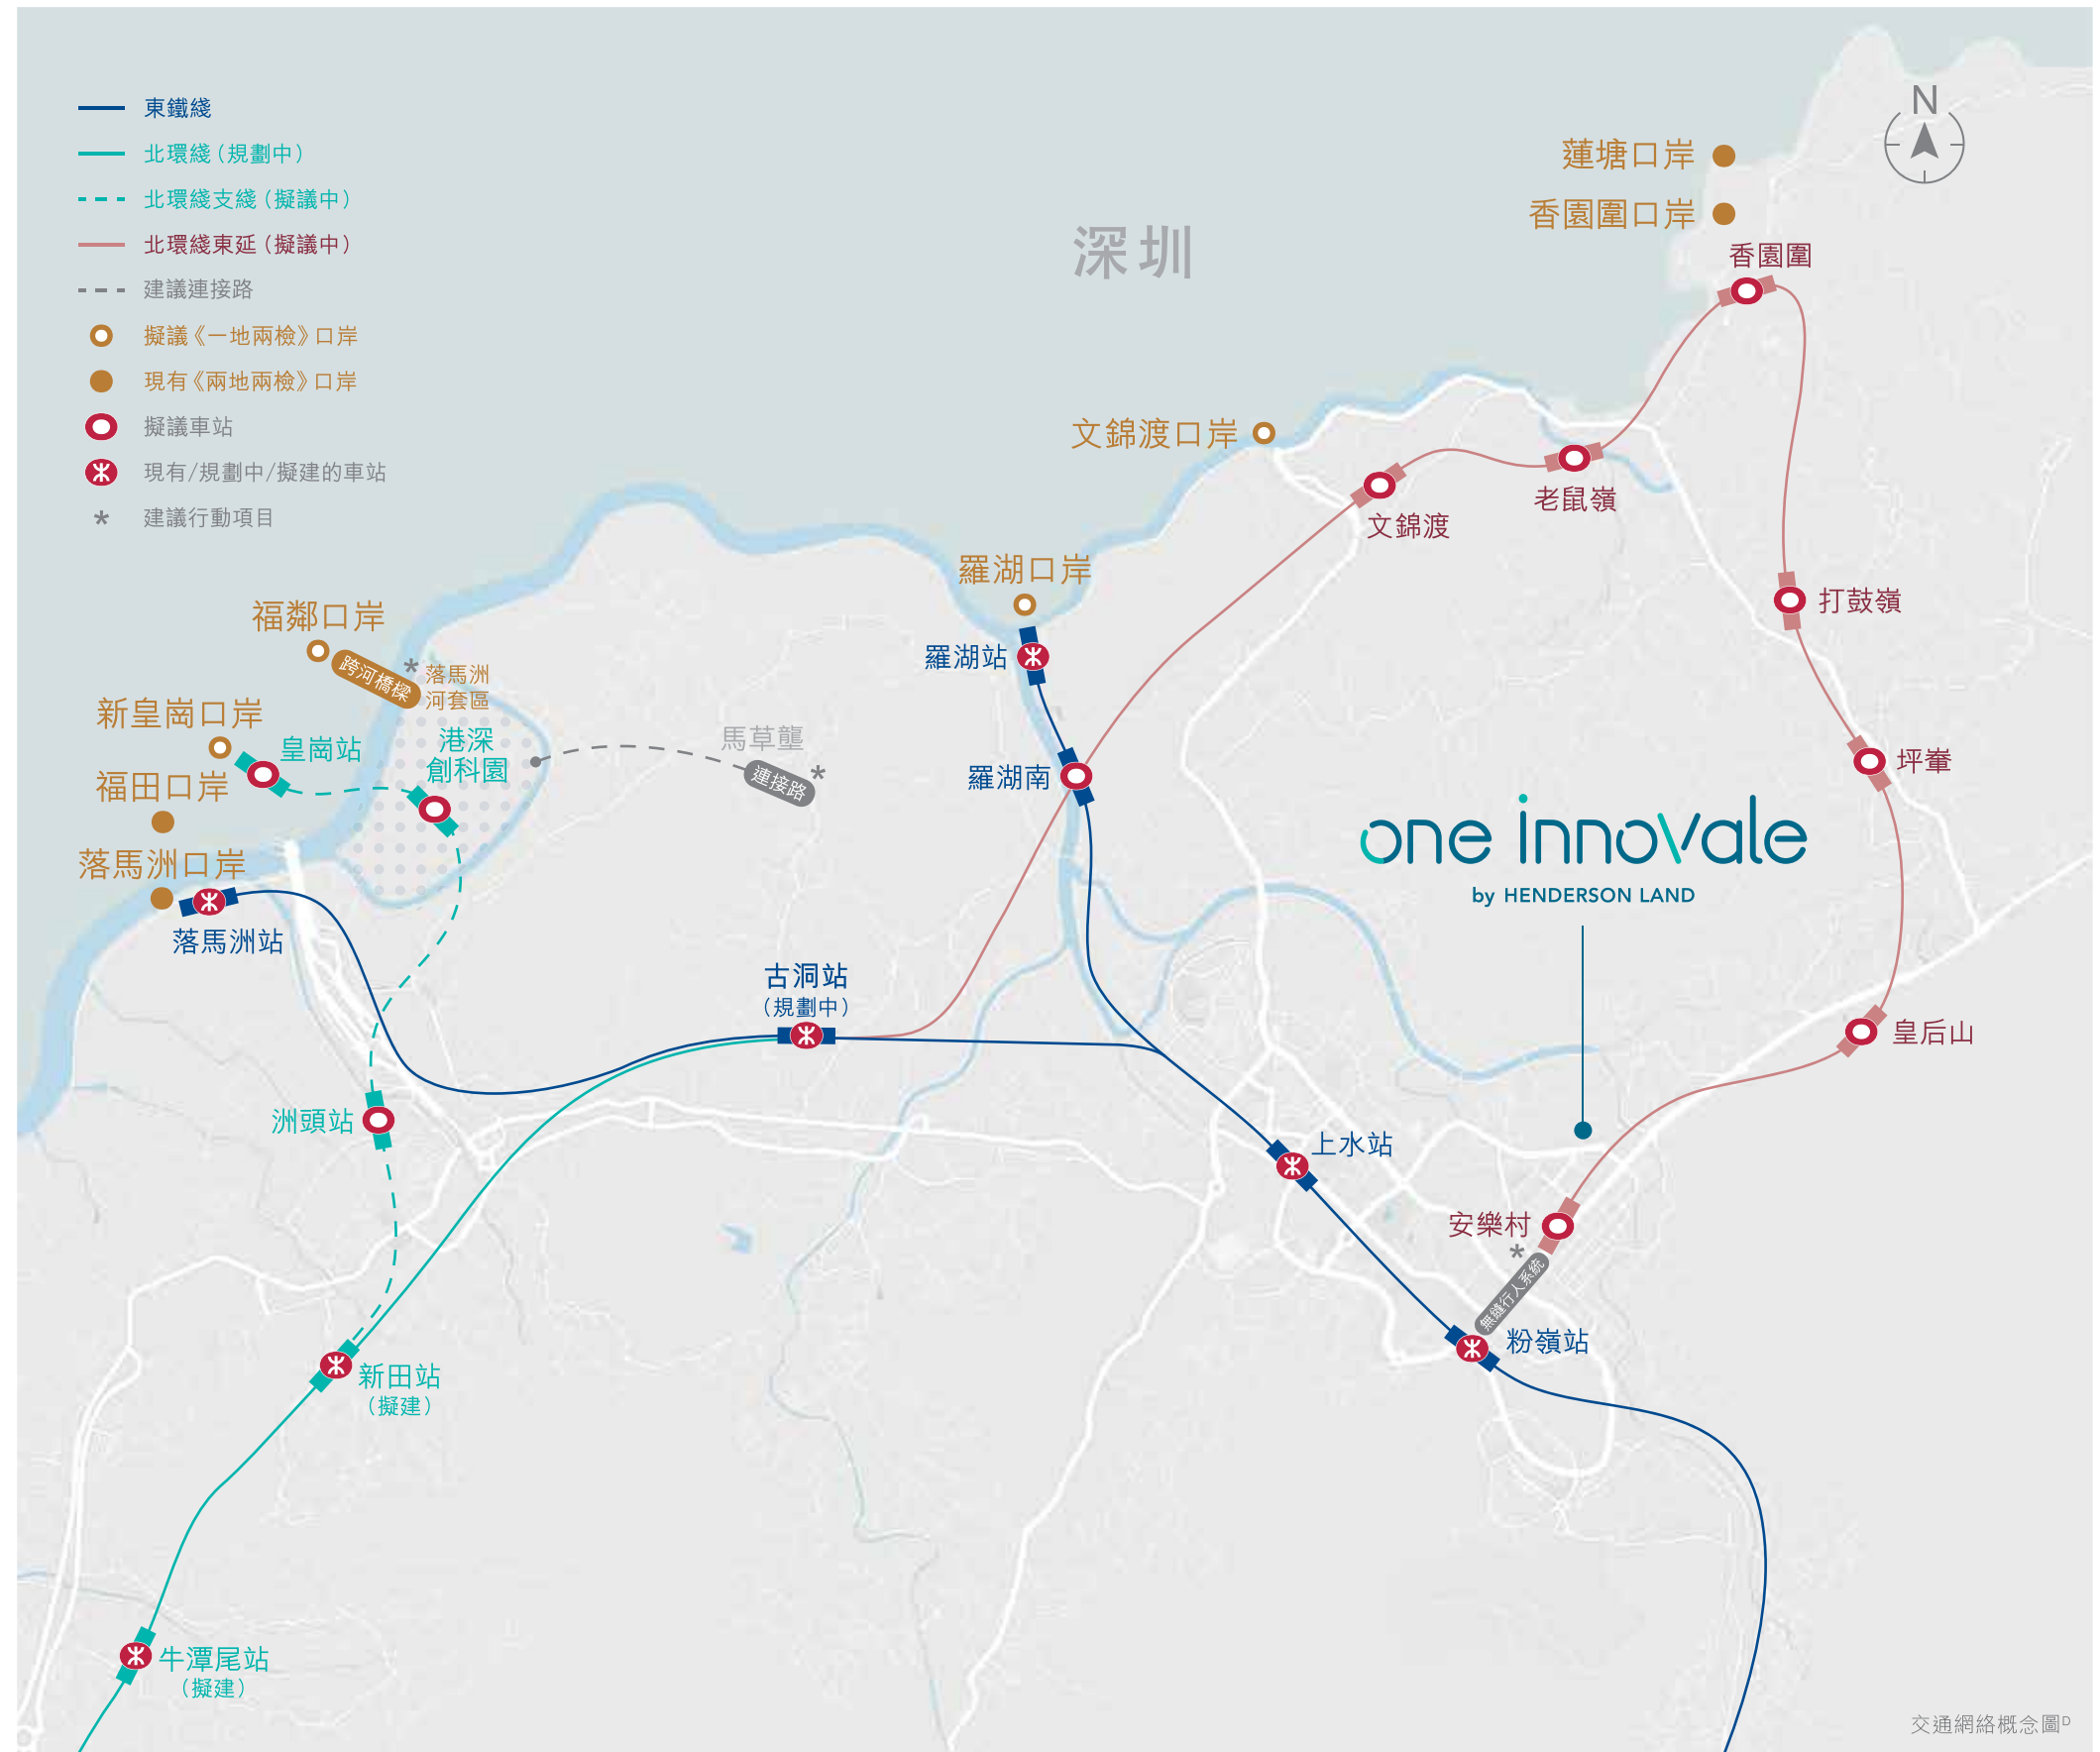 東鐵綫
北環綫（規劃中）
北環綫支綫（擬議中）
北環綫東延（擬議中）
建議連接路
擬議《一地兩檢》口岸
現有《兩地兩檢》口岸
擬議車站
現有/規劃中/擬建的車站
* 建議行動項目
N
深圳
蓮塘口岸
香園圍口岸
香園圍
文錦渡口岸
文錦渡
老鼠嶺
打鼓嶺
坪輋
皇后山
羅湖口岸
羅湖站
羅湖南
福鄰口岸
跨河橋樑
*
落馬洲
河套區
新皇崗口岸
皇崗站
港深
創科園
馬草壟
連接路
*
福田口岸
落馬洲口岸
落馬洲站
古洞站
（規劃中）
one innovale
by HENDERSON LAND
洲頭站
上水站
安樂村
*
無縫行人系統
粉嶺站
新田站
（擬建）
牛潭尾站
（擬建）
交通網絡概念圖D